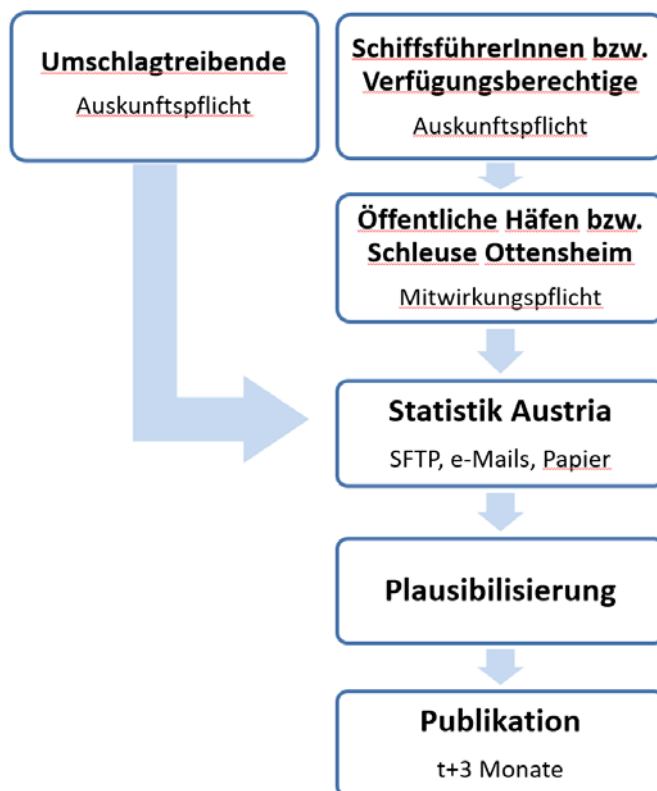 Umschlagtreibende
Auskunftspflicht
SchiffsführerInnen bzw.
Verfügungsberechtige
Auskunftspflicht
Öffentliche Häfen bzw.
Schleuse Ottensheim
Mitwirkungspflicht
Statistik Austria
SFTP, e-Mails, Papier
Plausibilisierung
Publikation
t+3 Monate